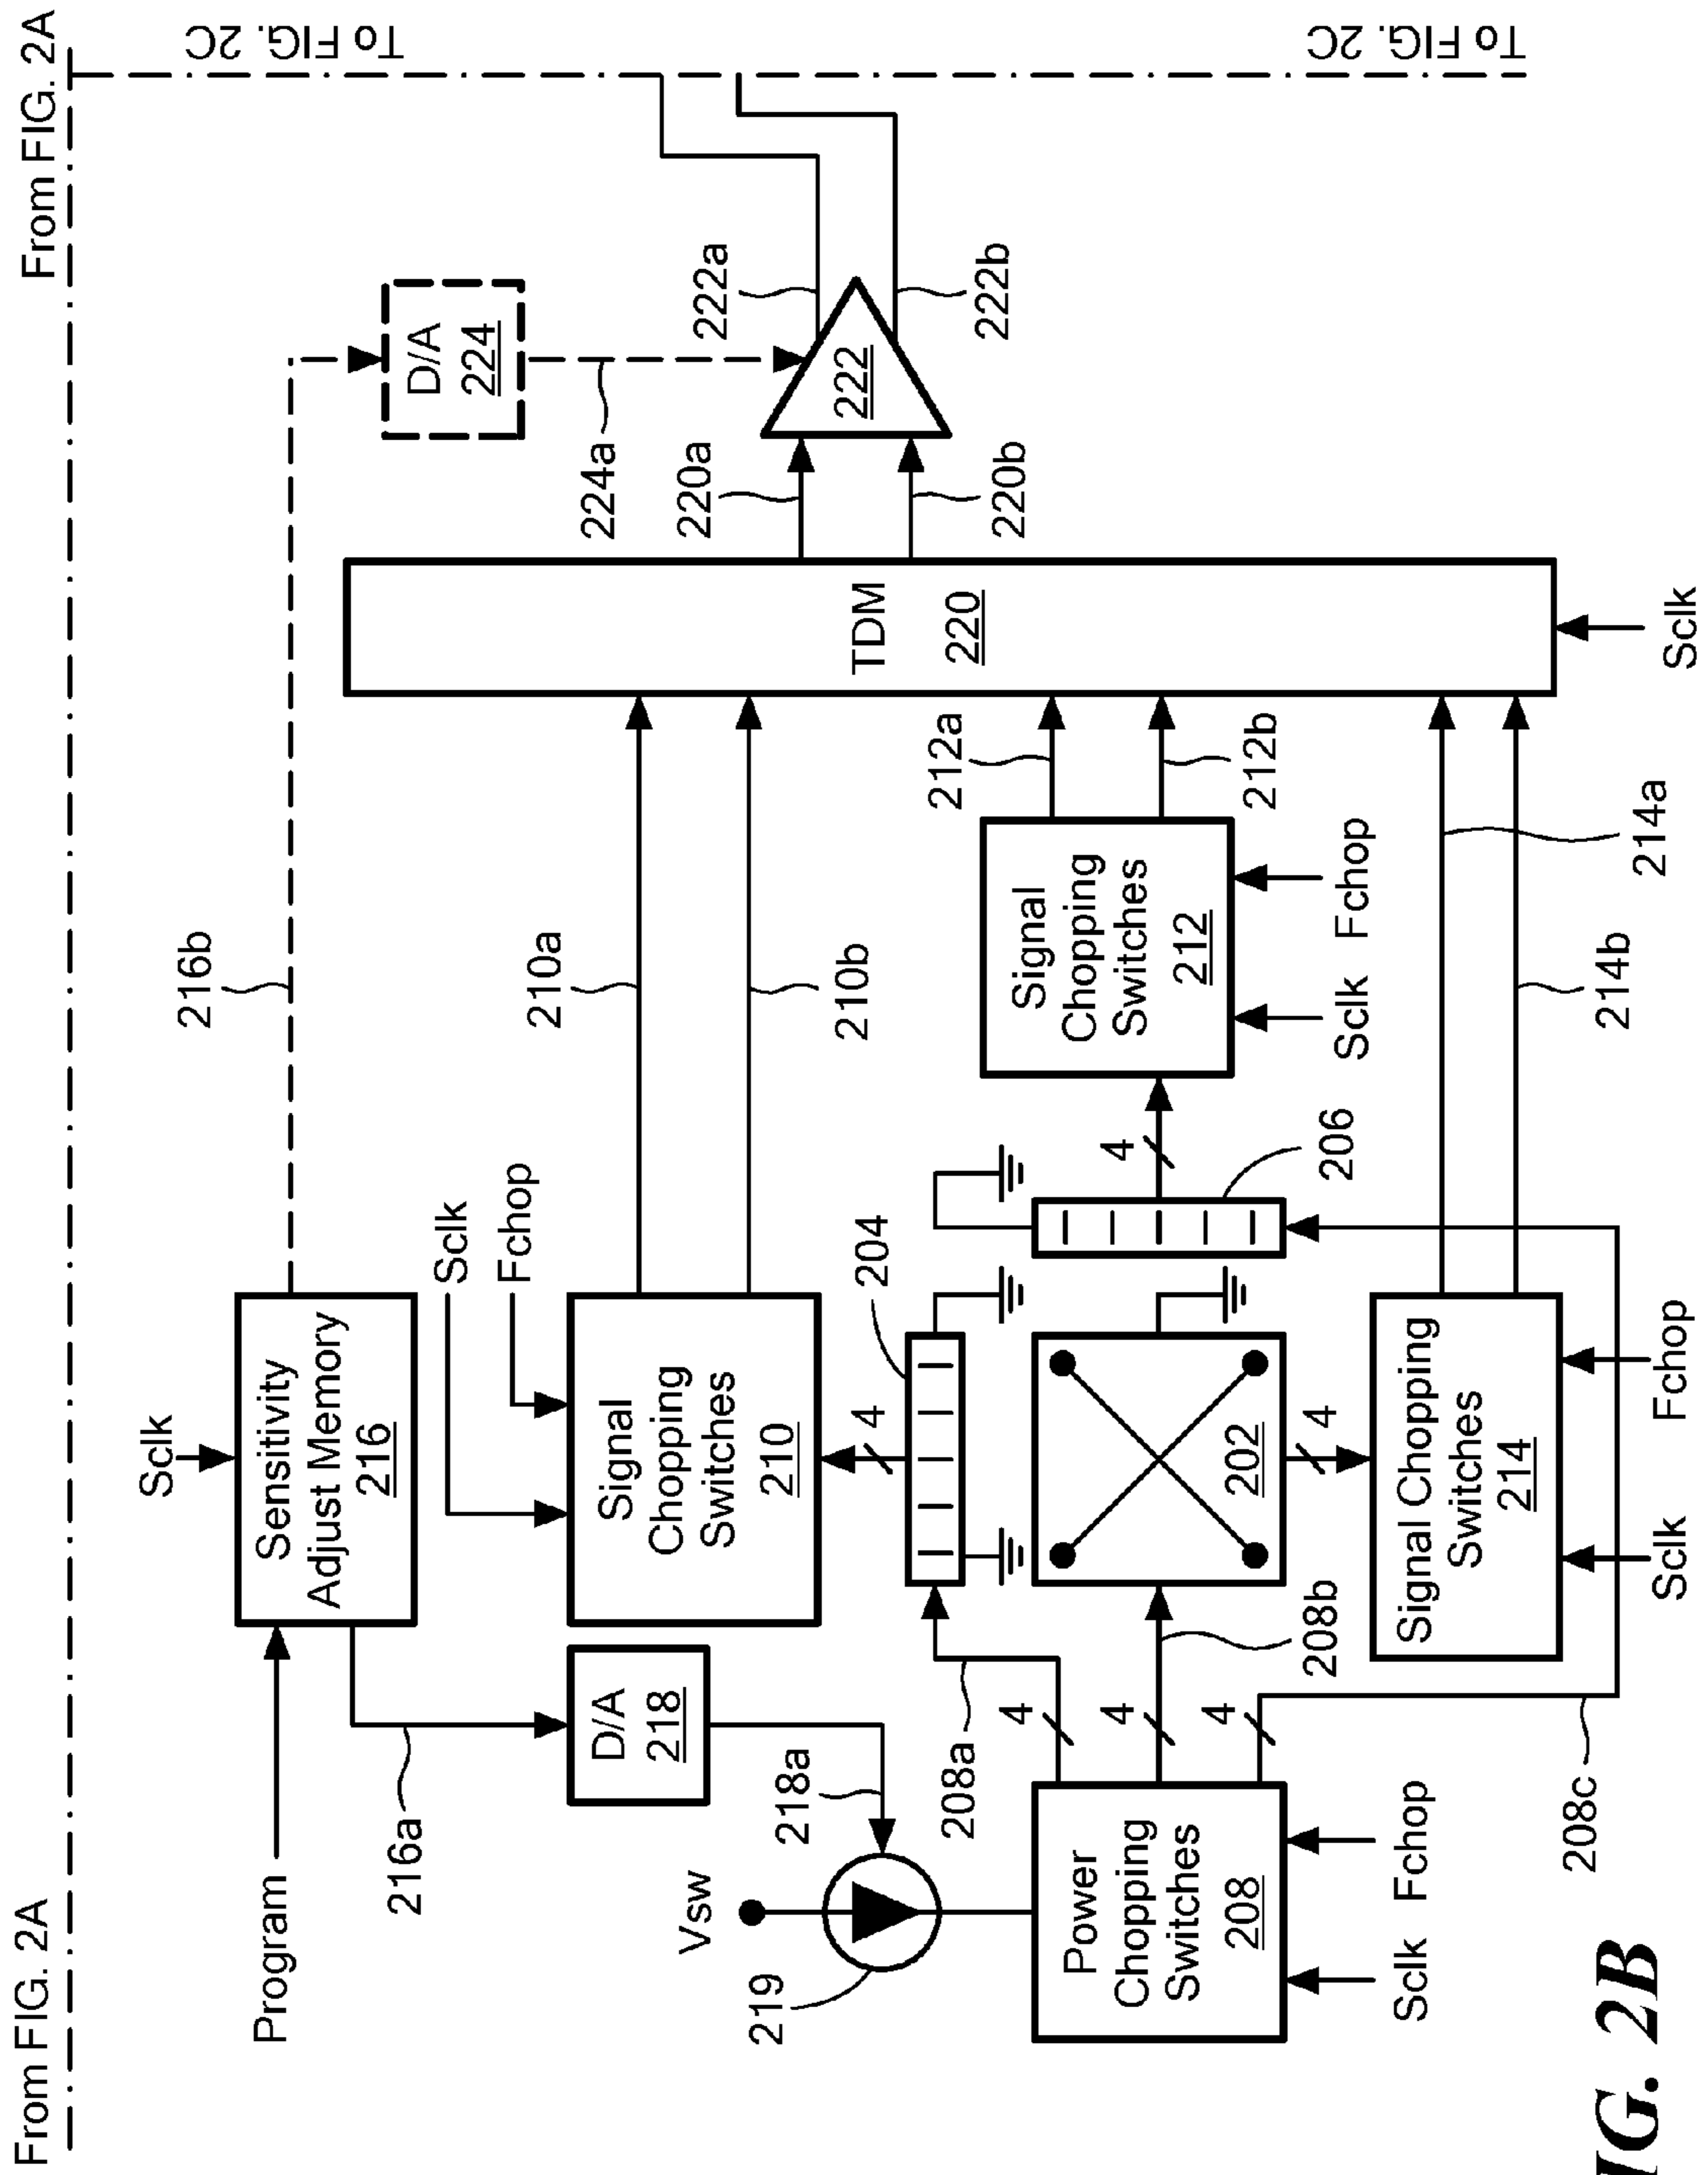 From FIG. 2A
From FIG. 2A
To FIG. 2C
To FIG. 2C
Sclk
Program
Sensitivity
Adjust Memory
216
216b
216a
D/A
224
224a
Sclk
Fchop
D/A
218
218a
Signal
Chopping
Switches
210
210a
210b
TDM
220
Sclk
220a
220b
222
222a
222b
Vsw
219
204
4
208a
4
4
4
208b
Power
Chopping
Switches
208
Sclk
Fchop
208c
202
4
206
4
Signal
Chopping
Switches
212
212a
212b
Sclk
Fchop
Signal Chopping
Switches
214
214a
214b
Sclk
Fchop
IG. 2B